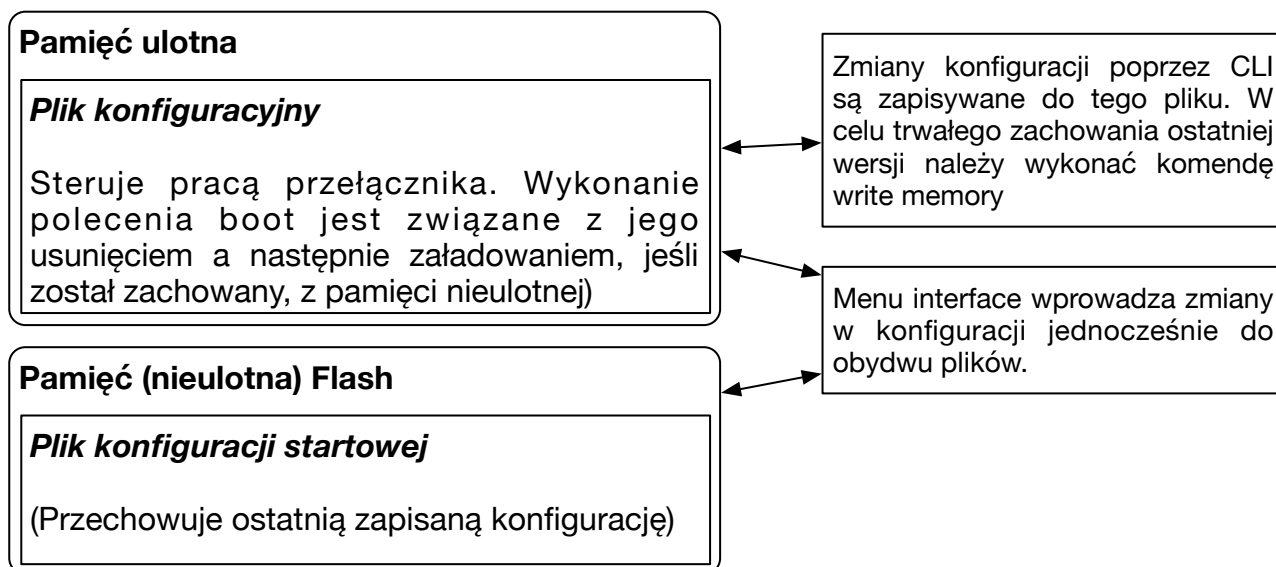 Pamięć ulotna
Plik konfiguracyjny
Steruje pracą przełącznika. Wykonanie
polecenia boot jest związane z jego
usunięciem a następnie załadowaniem, jeśli
został zachowany, z pamięci nieulotnej)
Zmiany konfiguracji poprzez CLI
są zapisywane do tego pliku. W
celu trwałego zachowania ostatniej
wersji należy wykonać komendę
write memory
Menu interface wprowadza zmiany
w konfiguracji jednocześnie do
obydwu plików.
Pamięć (nieulotna) Flash
Plik konfiguracji startowej
(Przechowuje ostatnią zapisaną konfigurację)